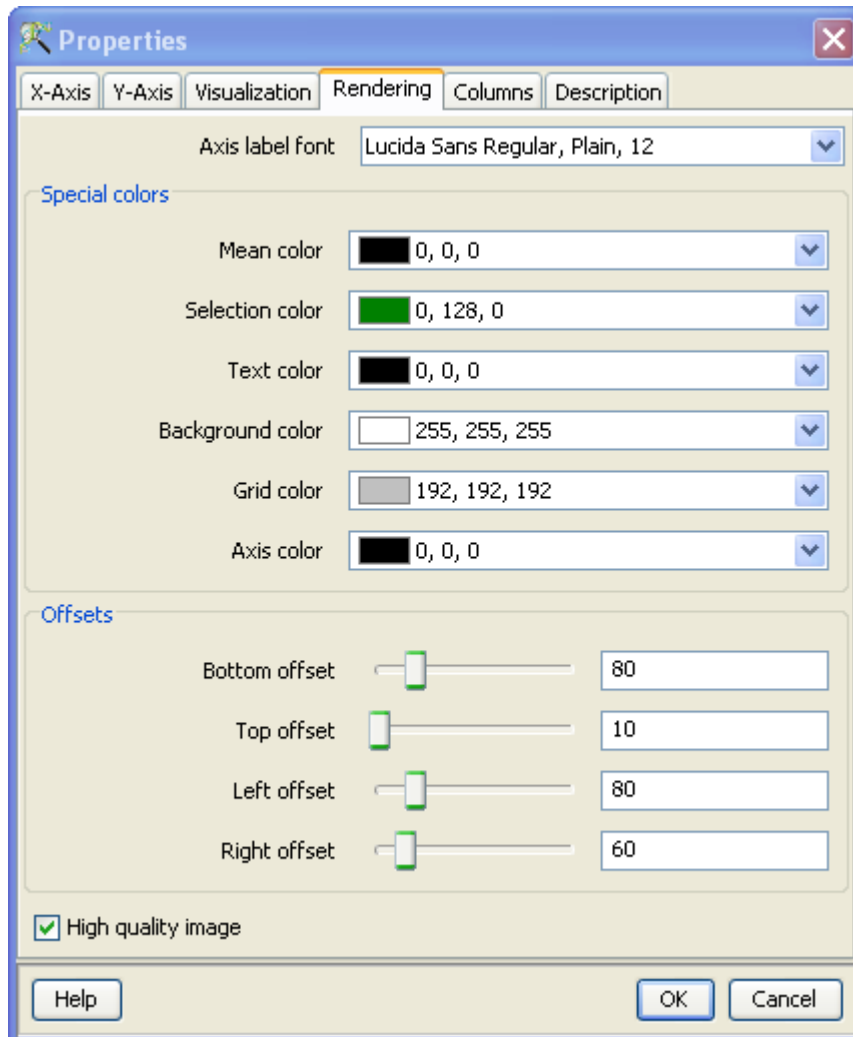 Properties
X-Axis Y-Axis Visualization Rendering Columns Description
Axis label font Lucida Sans Regular, Plain, 12
Special colors
Mean color 0, 0, 0
Selection color 0, 128, 0
Text color 0, 0, 0
Background color 255, 255, 255
Grid color 192, 192, 192
Axis color 0, 0, 0
Offsets
Bottom offset 80
Top offset 10
Left offset 80
Right offset 60
High quality image
Help OK Cancel